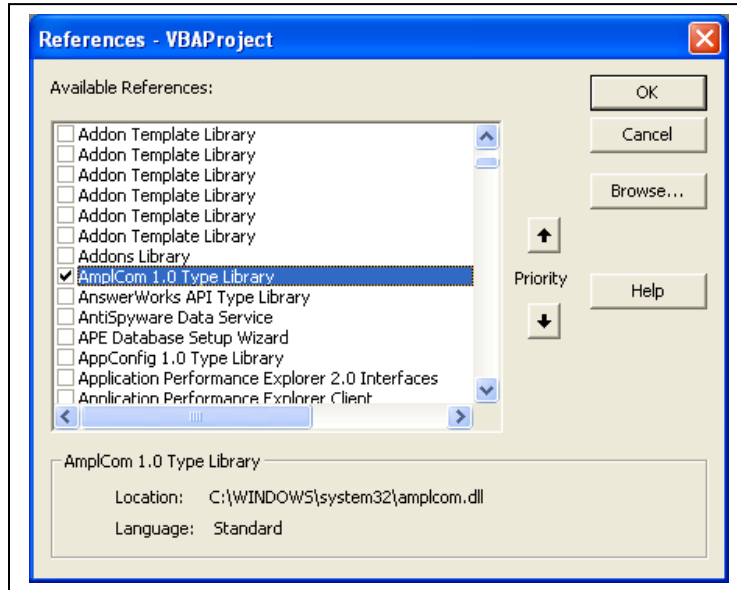 References - VBAProject
Available References:
OK
Addon Template Library
Cancel
Addon Template Library
Addon Template Library
Addon Template Library
Browse...
Addon Template Library
Addon Template Library
Addons Library
AmplCom 1.0 Type Library
Priority
AnswerWorks API Type Library
Help
AntiSpyware Data Service
APE Database Setup Wizard
AppConfig 1.0 Type Library
Application Performance Explorer 2.0 Interfaces
Application Performance Explorer Client
AmplCom 1.0 Type Library
Location: C:\WINDOWS\system32\amplcom.dll
Language: Standard